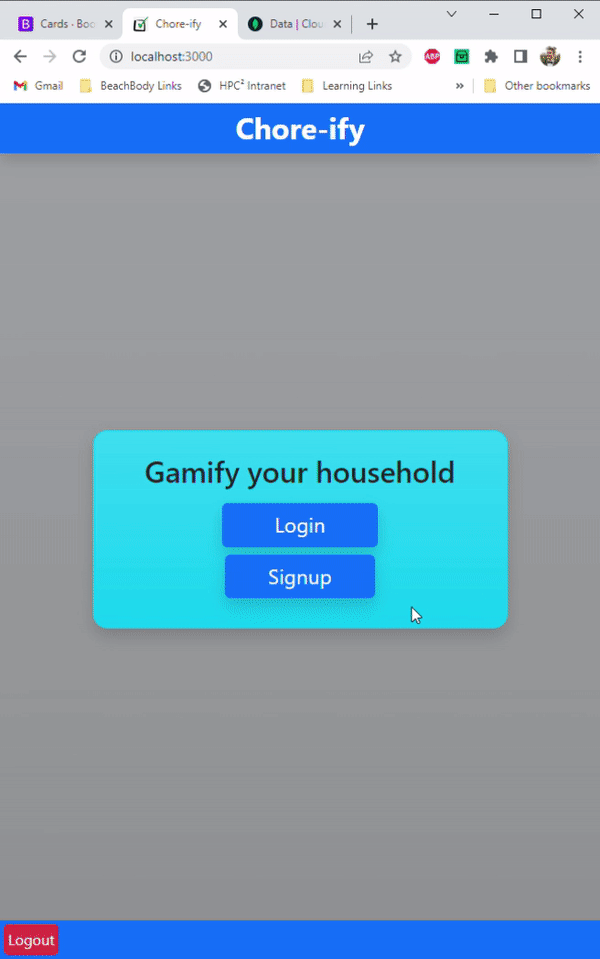 Cards · Boo
Chore-ify
Data | Clou
localhost:3000
ABP
Gmail
BeachBody Links
HPC² Intranet
Learning Links
»
Other bookmarks
Chore-ify
Gamify your household
Login
Signup
Logout